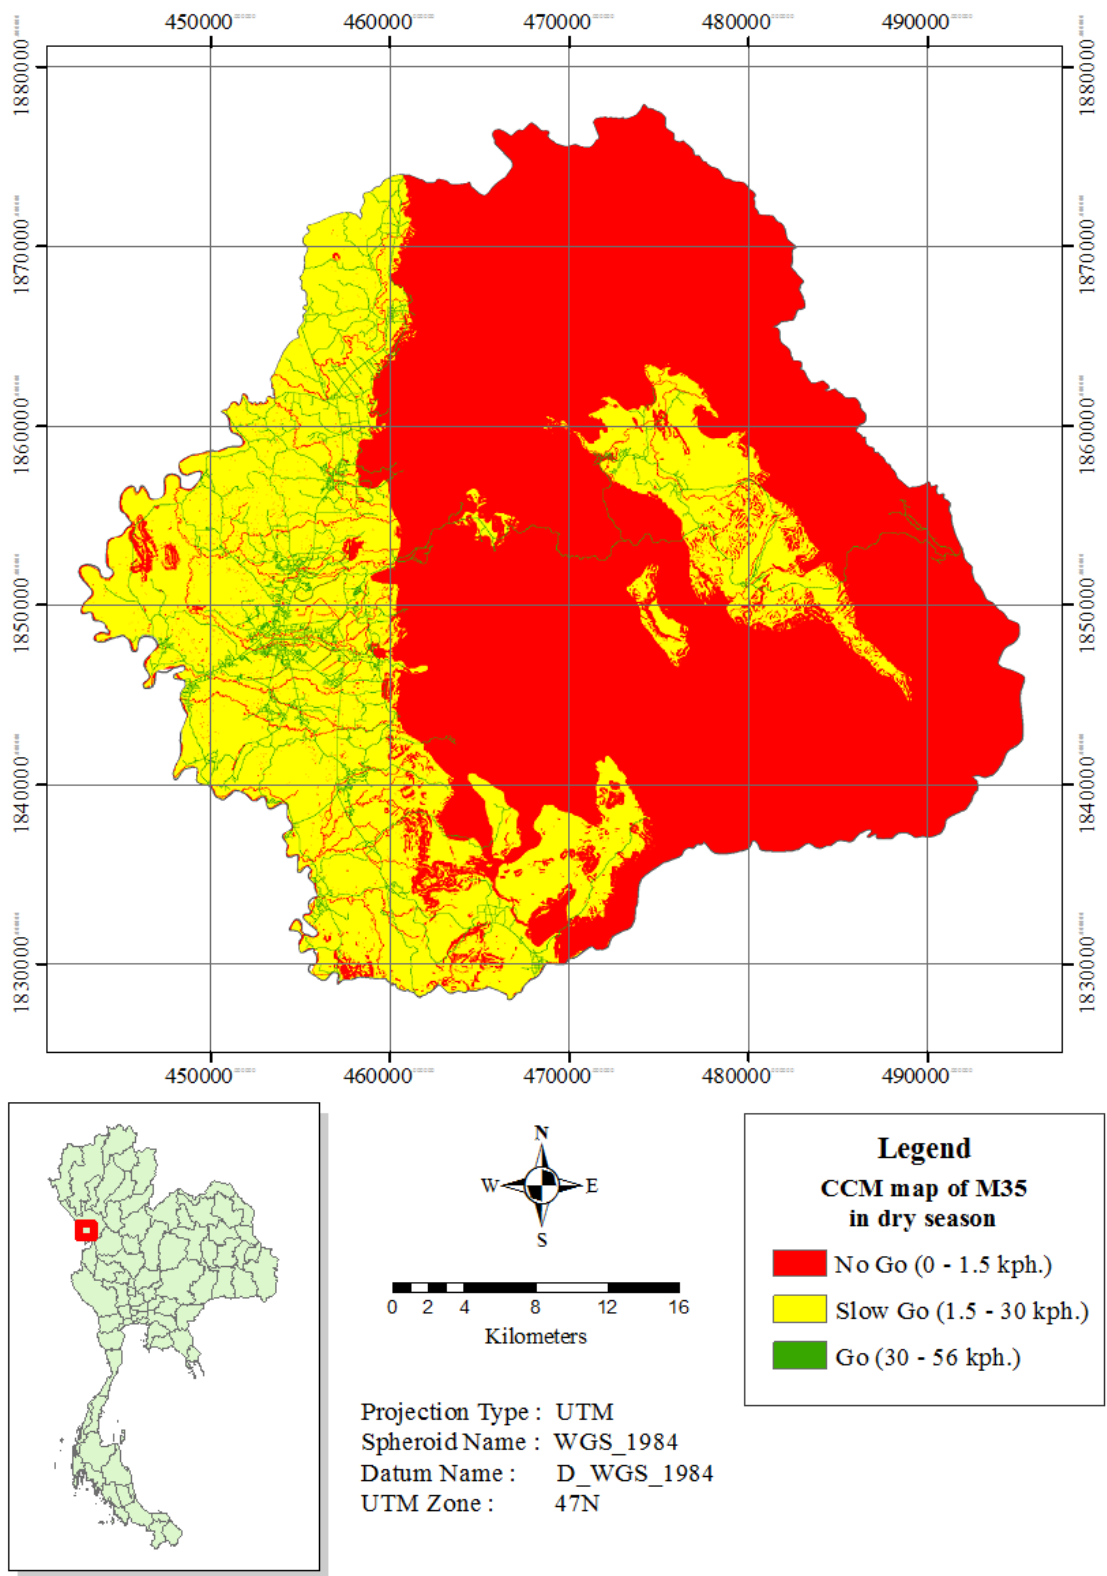 450000 460000 470000 480000 490000
1880000 1880000
1870000 1870000
1860000 1860000
1850000 1850000
1840000 1840000
1830000 1830000
450000 460000 470000 480000 490000
N
W E
S
0 2 4 8 12 16
Kilometers
Projection Type : UTM
Spheroid Name : WGS_1984
Datum Name : D_WGS_1984
UTM Zone : 47N
Legend
CCM map of M35
in dry season
No Go (0 - 1.5 kph.)
Slow Go (1.5 - 30 kph.)
Go (30 - 56 kph.)